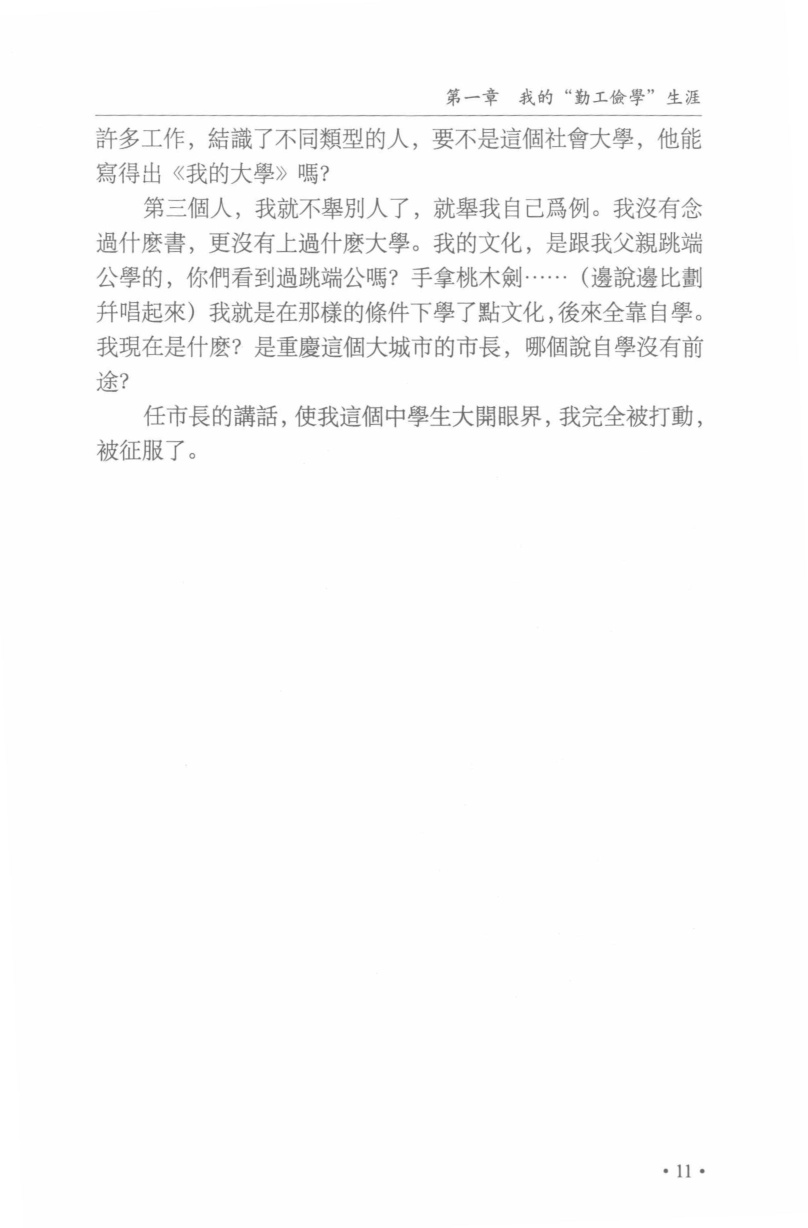 第一章　我的“勤工儉學”生涯
許多工作，結識了不同類型的人，要不是這個社會大學，他能
寫得出《我的大學》嗎？
第三個人，我就不舉別人了，就舉我自己爲例。我沒有念
過什麽書，更沒有上過什麽大學。我的文化，是跟我父親跳端
公學的，你們看到過跳端公嗎？手拿桃木劍……（邊說邊比劃
幷唱起來）我就是在那樣的條件下學了點文化，後來全靠自學。
我現在是什麽？是重慶這個大城市的市長，哪個說自學沒有前
途？
任市長的講話，使我這個中學生大開眼界，我完全被打動，
被征服了。
·11·